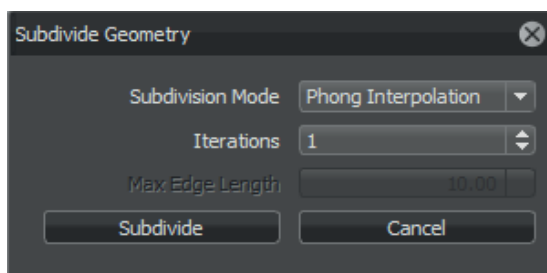 Subdivide Geometry
Subdivision Mode Phong Interpolation
Iterations 1
Max Edge Length 10.00
Subdivide Cancel